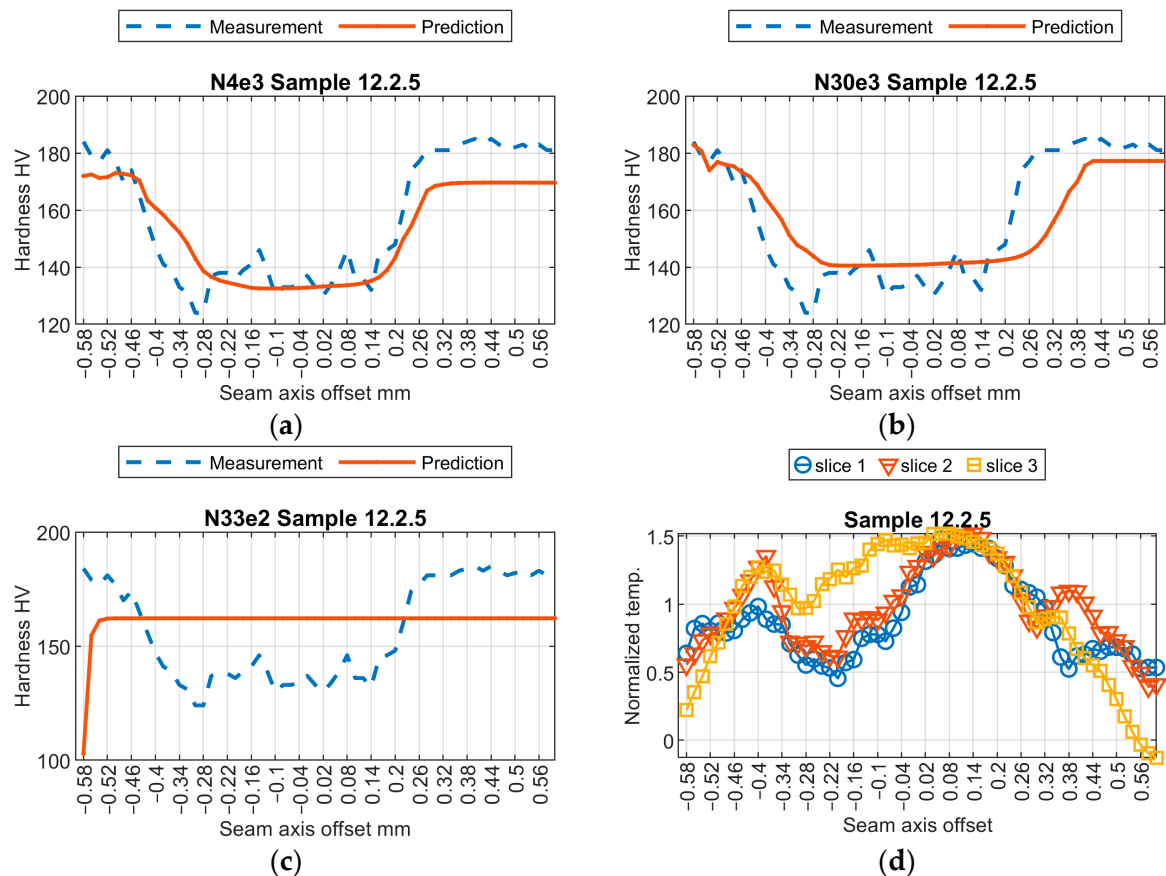 Measurement Prediction
N4e3 Sample 12.2.5
Hardness HV
200
180
160
140
120
−0.58 −0.52 −0.46 −0.4 −0.34 −0.28 −0.22 −0.16 −0.1 −0.04 0.02 0.08 0.14 0.2 0.26 0.32 0.38 0.44 0.5 0.56
Seam axis offset mm
(a)
Measurement Prediction
N30e3 Sample 12.2.5
Hardness HV
200
180
160
140
120
−0.58 −0.52 −0.46 −0.4 −0.34 −0.28 −0.22 −0.16 −0.1 −0.04 0.02 0.08 0.14 0.2 0.26 0.32 0.38 0.44 0.5 0.56
Seam axis offset mm
(b)
Measurement Prediction
N33e2 Sample 12.2.5
Hardness HV
200
150
100
−0.58 −0.52 −0.46 −0.4 −0.34 −0.28 −0.22 −0.16 −0.1 −0.04 0.02 0.08 0.14 0.2 0.26 0.32 0.38 0.44 0.5 0.56
Seam axis offset mm
(c)
slice 1 slice 2 slice 3
Sample 12.2.5
Normalized temp.
1.5
1
0.5
0
−0.58 −0.52 −0.46 −0.4 −0.34 −0.28 −0.22 −0.16 −0.1 −0.04 0.02 0.08 0.14 0.2 0.26 0.32 0.38 0.44 0.5 0.56
Seam axis offset
(d)